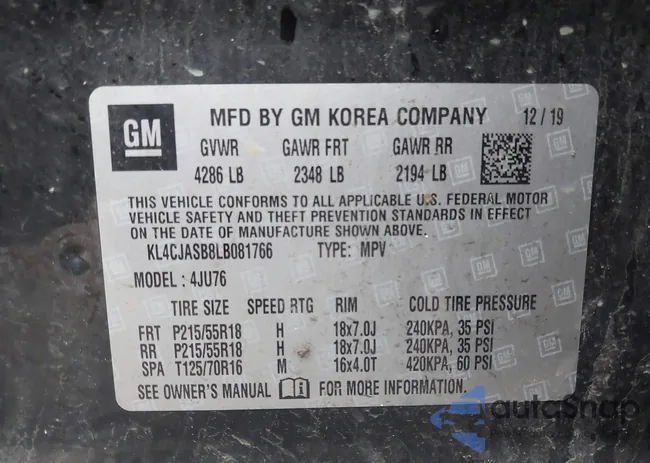 GM MFD BY GM KOREA COMPANY 12/19
GVWR GAWR FRT GAWR RR
4286 LB 2348 LB 2194 LB
THIS VEHICLE CONFORMS TO ALL APPLICABLE U.S. FEDERAL MOTOR
VEHICLE SAFETY AND THEFT PREVENTION STANDARDS IN EFFECT
ON THE DATE OF MANUFACTURE SHOWN ABOVE.
KL4CJASB8LB081766 TYPE: MPV
MODEL: 4JU76
TIRE SIZE SPEED RTG RIM COLD TIRE PRESSURE
FRT P215/55R18 H 18x7.0J 240KPA, 35 PSI
RR P215/55R18 H 18x7.0J 240KPA, 35 PSI
SPA T125/70R16 M 16x4.0T 420KPA, 60 PSI
SEE OWNER'S MANUAL FOR MORE INFORMATION.
autoSnap